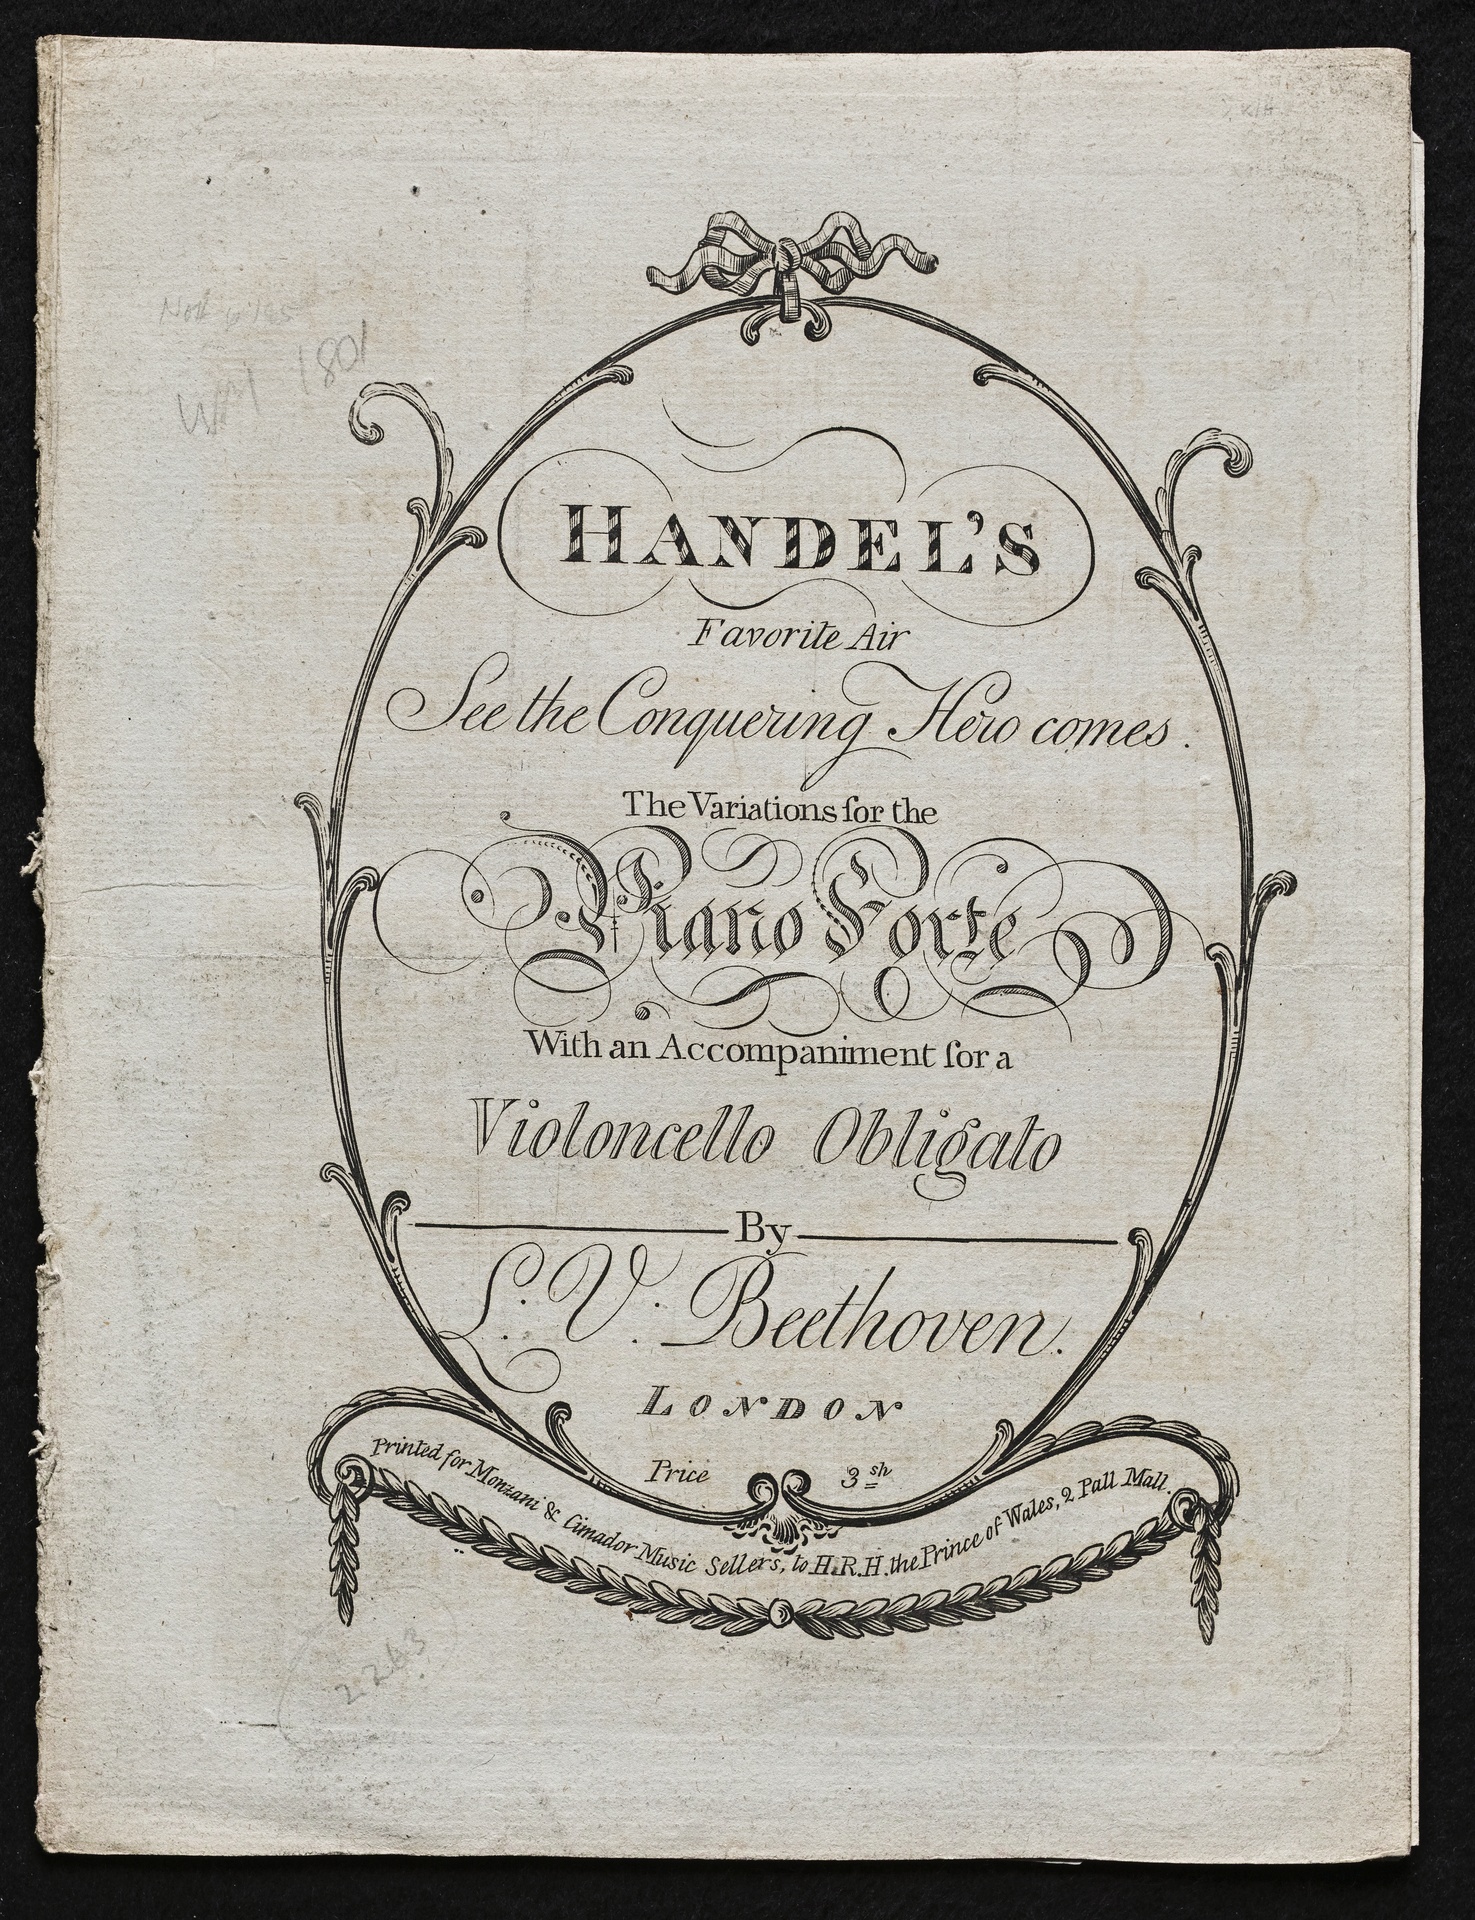 WM 1801
HANDEL'S
Favorite Air
See the Conquering Hero comes.
The Variations for the
Piano Forte
With an Accompaniment for a
Violoncello Obligato
By
L. V. Beethoven.
LONDON
Price 3sh
Printed for Monzani & Cimador Music Sellers, to H.R.H. the Prince of Wales, 2 Pall Mall.
2263